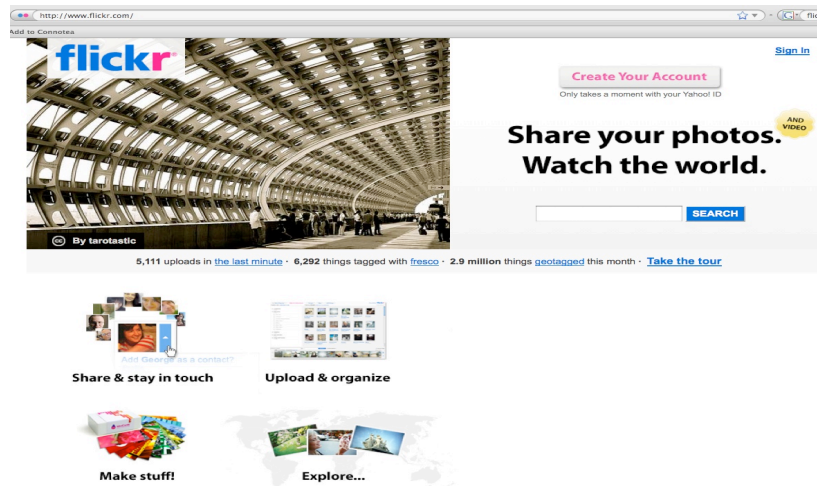 http://www.flickr.com/
Add to Connotea
flickr
Sign In
Create Your Account
Only takes a moment with your Yahoo! ID
Share your photos.
AND
VIDEO
Watch the world.
SEARCH
By tarotastic
5,111 uploads in the last minute · 6,292 things tagged with fresco · 2.9 million things geotagged this month · Take the tour
Add George as a contact?
Share & stay in touch
Upload & organize
Make stuff!
Explore...